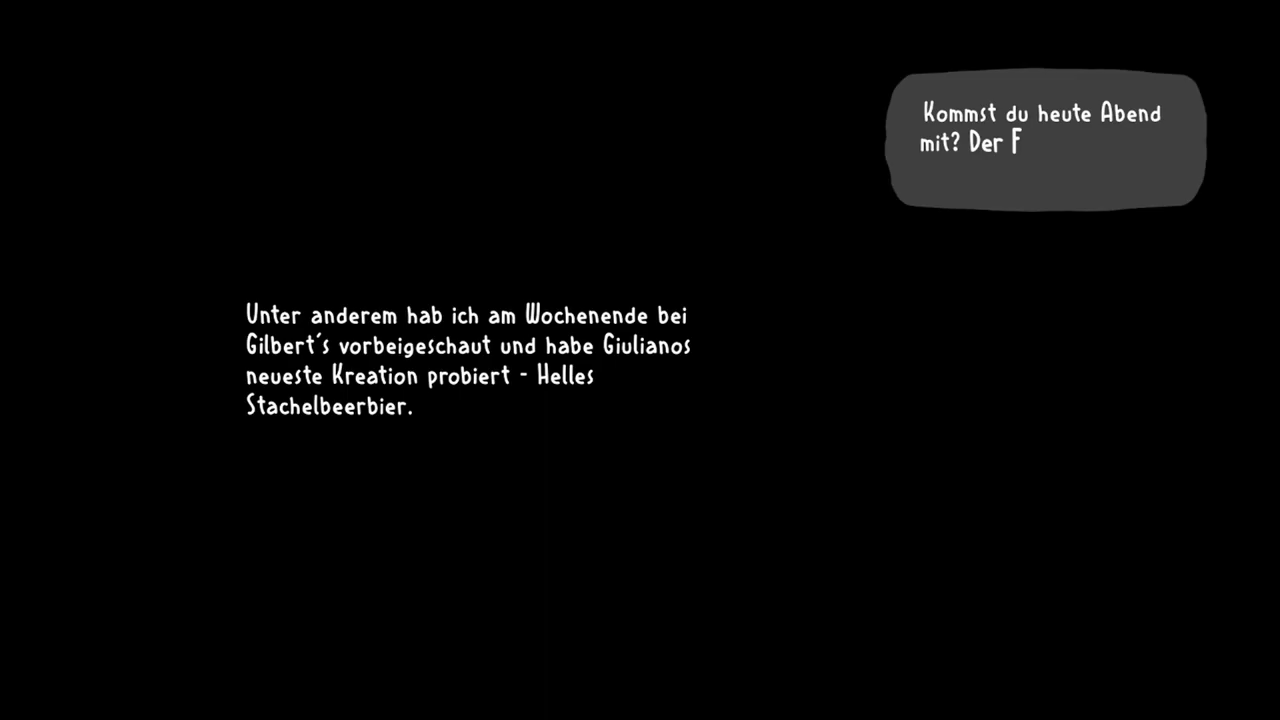 Kommst du heute Abend
mit? Der F
Unter anderem hab ich am Wochenende bei
Gilbert´s vorbeigeschaut und habe Giulianos
neueste Kreation probiert - Helles
Stachelbeerbier.